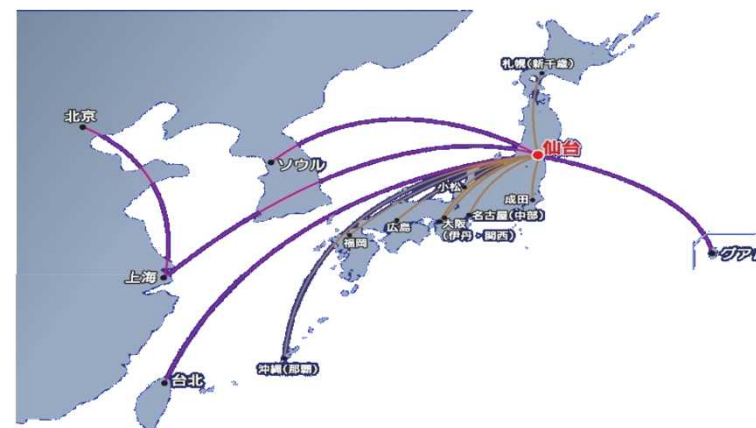 札幌(新千歳)
北京
仙台
ソウル
小松
成田
名古屋(中部)
広島
大阪
(伊丹・関西)
福岡
上海
グア
沖縄(那覇)
台北